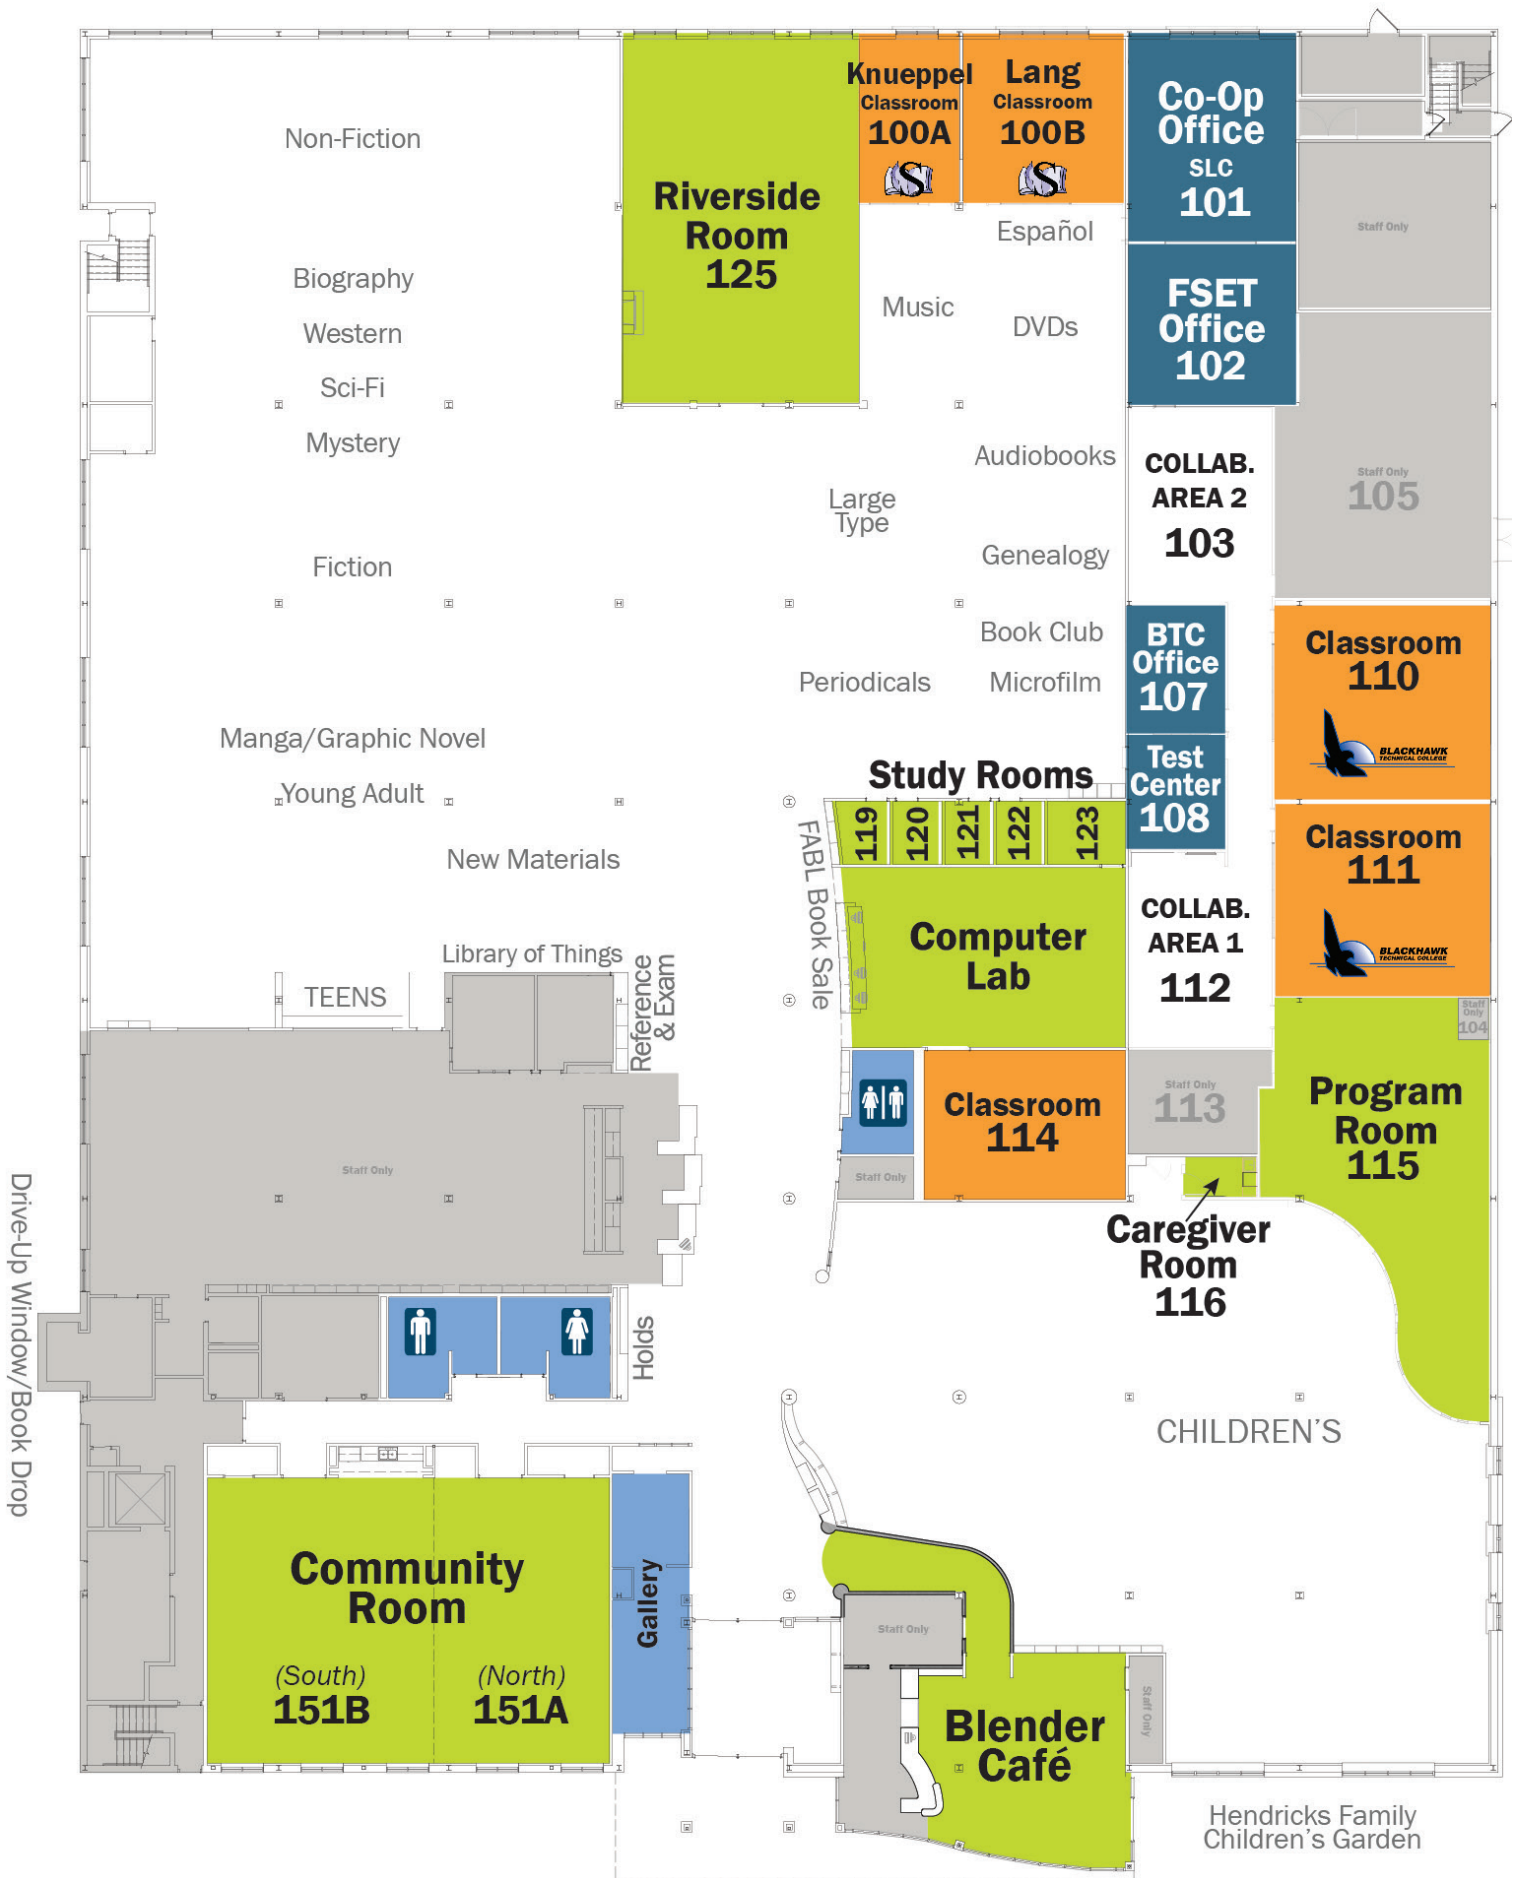 Non-Fiction
Biography
Western
Sci-Fi
Mystery
Fiction
Manga/Graphic Novel
Young Adult
New Materials
Library of Things
TEENS
Reference
& Exam
Riverside
Room
125
Knueppel
Classroom
100A
S
Lang
Classroom
100B
S
Co-Op
Office
SLC
101
Staff Only
Español
Music
DVDs
FSET
Office
102
Audiobooks
Large
Type
Genealogy
Book Club
Periodicals
Microfilm
COLLAB.
AREA 2
103
Staff Only
105
BTC
Office
107
Classroom
110
BLACKHAWK
TECHNICAL COLLEGE
Test
Center
108
Study Rooms
119
120
121
122
123
FABL Book Sale
Computer
Lab
COLLAB.
AREA 1
112
Classroom
111
BLACKHAWK
TECHNICAL COLLEGE
Staff
Only
104
Classroom
114
Staff Only
Staff Only
113
Program
Room
115
Caregiver
Room
116
Staff Only
Drive-Up Window/Book Drop
Holds
CHILDREN'S
Community
Room
(South)
151B
(North)
151A
Gallery
Staff Only
Staff Only
Blender
Café
Hendricks Family
Children's Garden